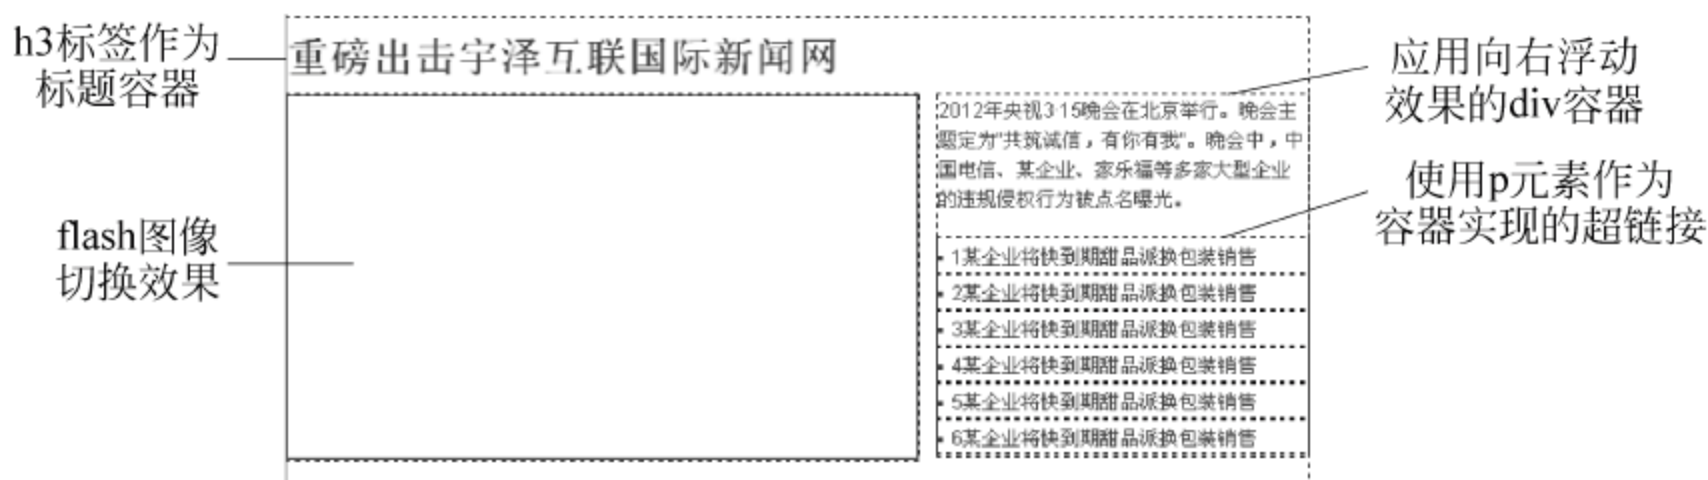 h3标签作为
标题容器
重磅出击宇泽互联国际新闻网
flash图像
切换效果
2012年央视3·15晚会在北京举行。晚会主
题定为"共筑诚信，有你有我"。晚会中，中
国电信、某企业、家乐福等多家大型企业
的违规侵权行为被点名曝光。
1某企业将快到期甜品派换包装销售
2某企业将快到期甜品派换包装销售
3某企业将快到期甜品派换包装销售
4某企业将快到期甜品派换包装销售
5某企业将快到期甜品派换包装销售
6某企业将快到期甜品派换包装销售
应用向右浮动
效果的div容器
使用p元素作为
容器实现的超链接